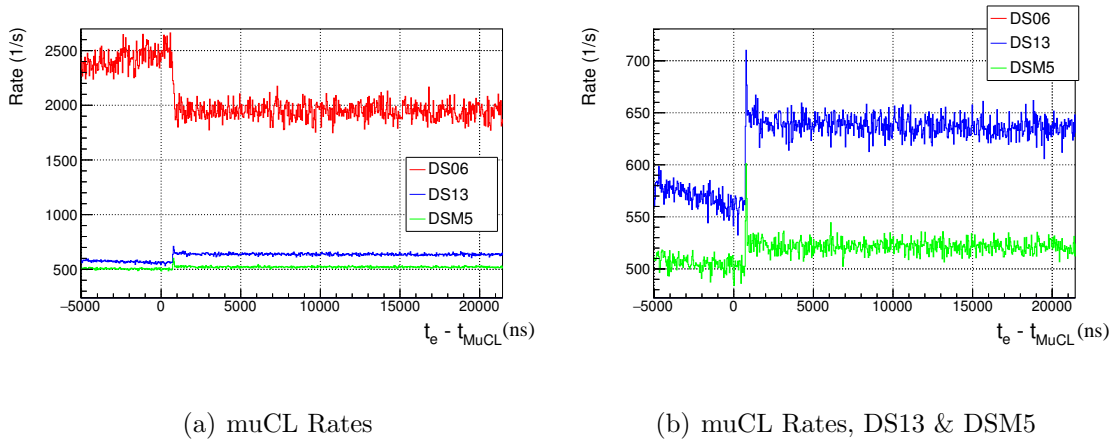 Rate (1/s)
2500
2000
1500
1000
500
DS06
DS13
DSM5
−5000 0 5000 10000 15000 20000
t_e - t_MuCL (ns)
(a) muCL Rates
Rate (1/s)
700
650
600
550
500
DS06
DS13
DSM5
−5000 0 5000 10000 15000 20000
t_e - t_MuCL (ns)
(b) muCL Rates, DS13 & DSM5